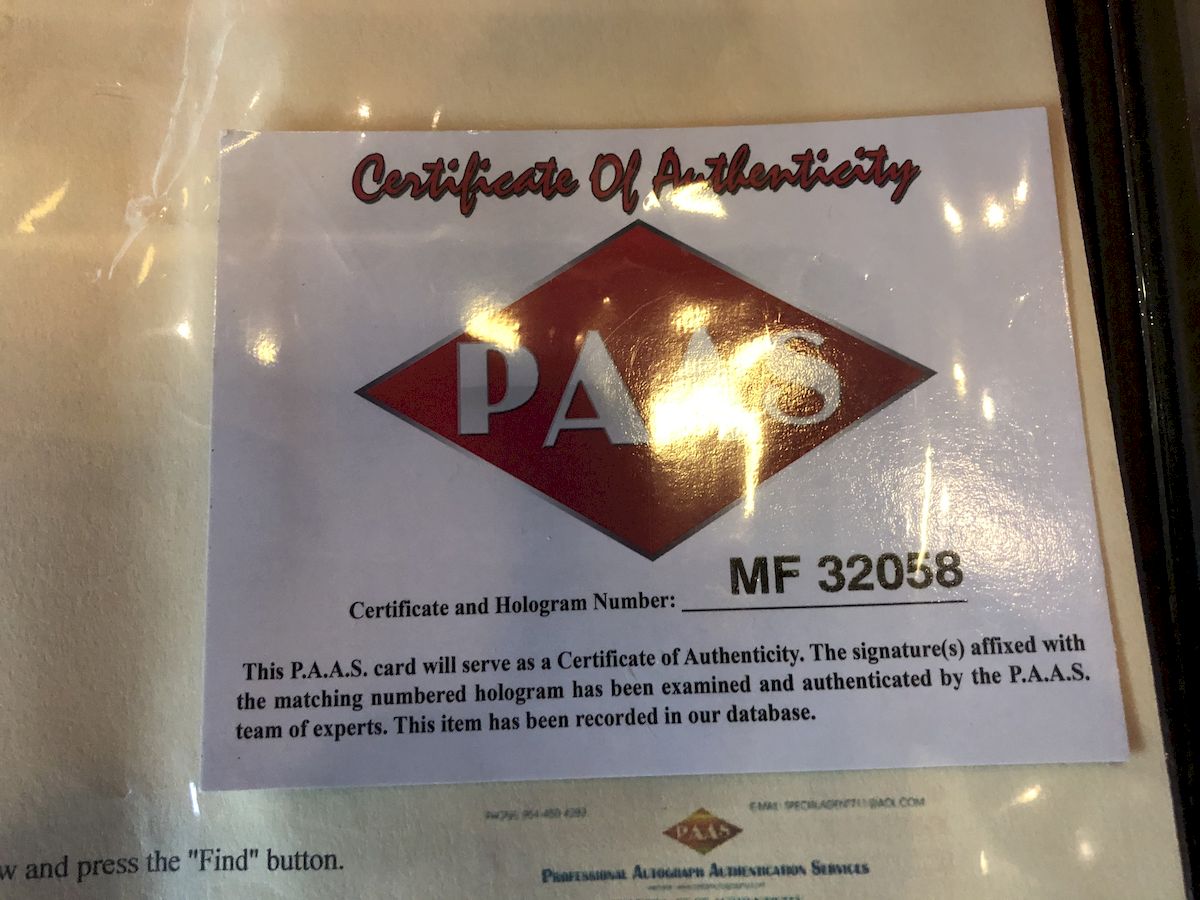 Certificate Of Authenticity
PAAS
MF 32058
Certificate and Hologram Number:
This P.A.A.S. card will serve as a Certificate of Authenticity. The signature(s) affixed with
the matching numbered hologram has been examined and authenticated by the P.A.A.S.
team of experts. This item has been recorded in our database.
PAAS
w and press the "Find" button.
PROFESSIONAL AUTOGRAPH AUTHENTICATION SERVICES